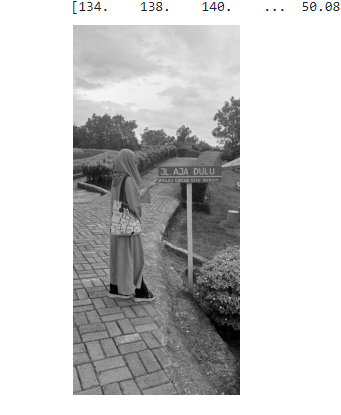 [134.    138.    140.    ...  50.08
JL. AJA DULU